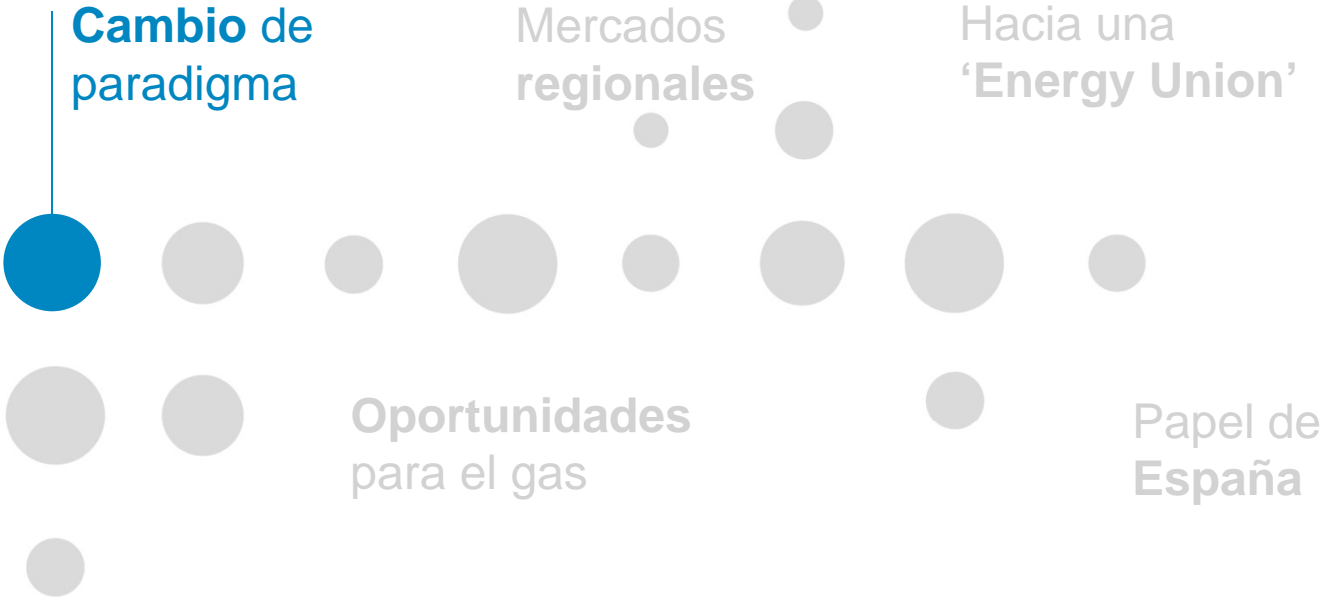 Cambio de
paradigma
Mercados
regionales
Hacia una
‘Energy Union’
Oportunidades
para el gas
Papel de
España